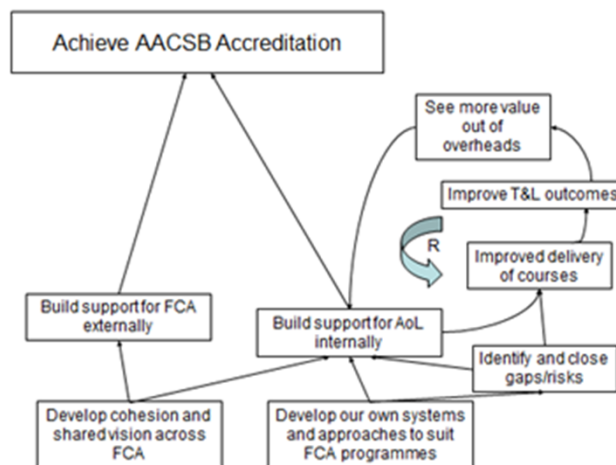 Achieve AACSB Accreditation
See more value
out of
overheads
Improve T&L outcomes
R
Improved delivery
of courses
Build support for FCA
externally
Build support for AoL
internally
Identify and close
gaps/risks
Develop cohesion and
shared vision across
FCA
Develop our own systems
and approaches to suit
FCA programmes